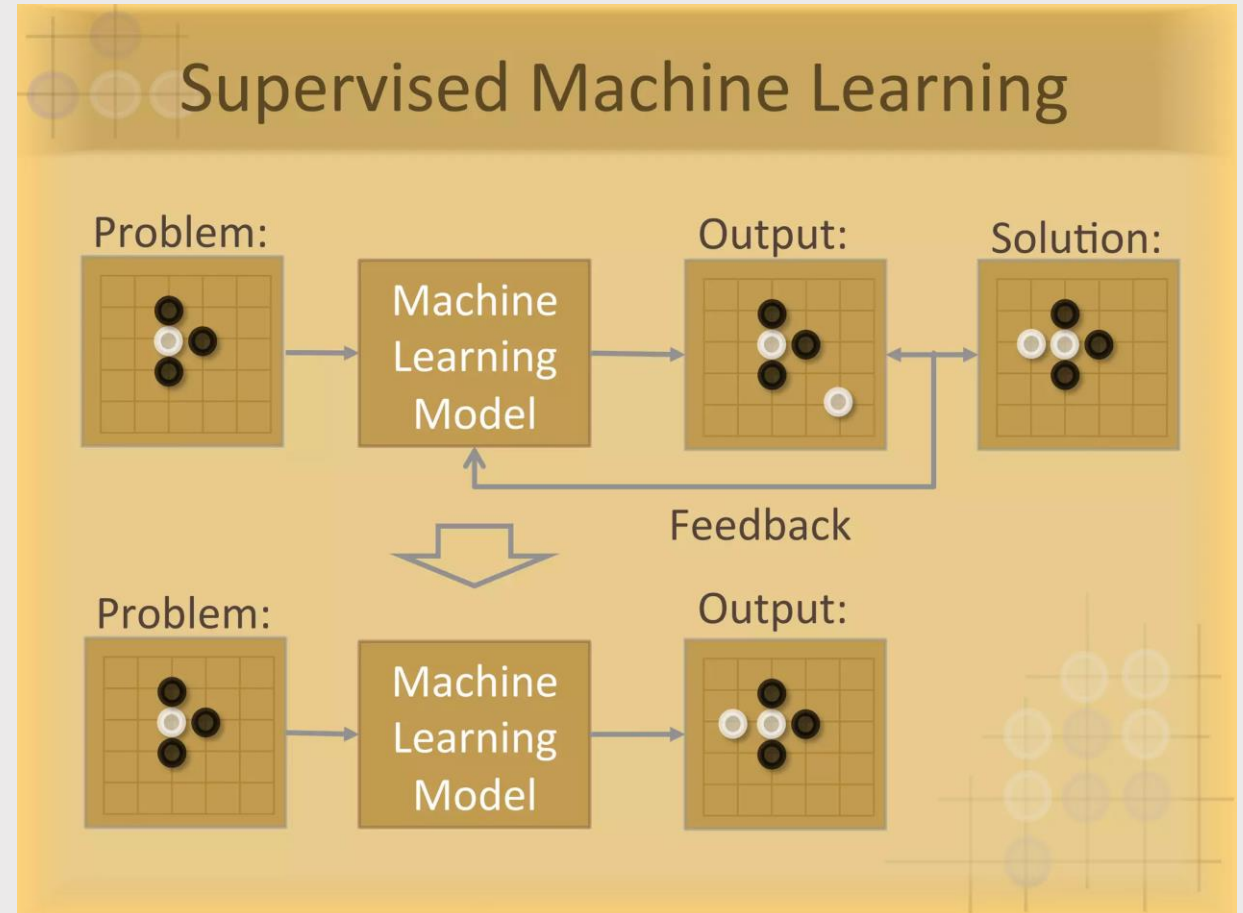 Supervised Machine Learning
Problem:
Output:
Solution:
Machine
Learning
Model
Feedback
Problem:
Output:
Machine
Learning
Model